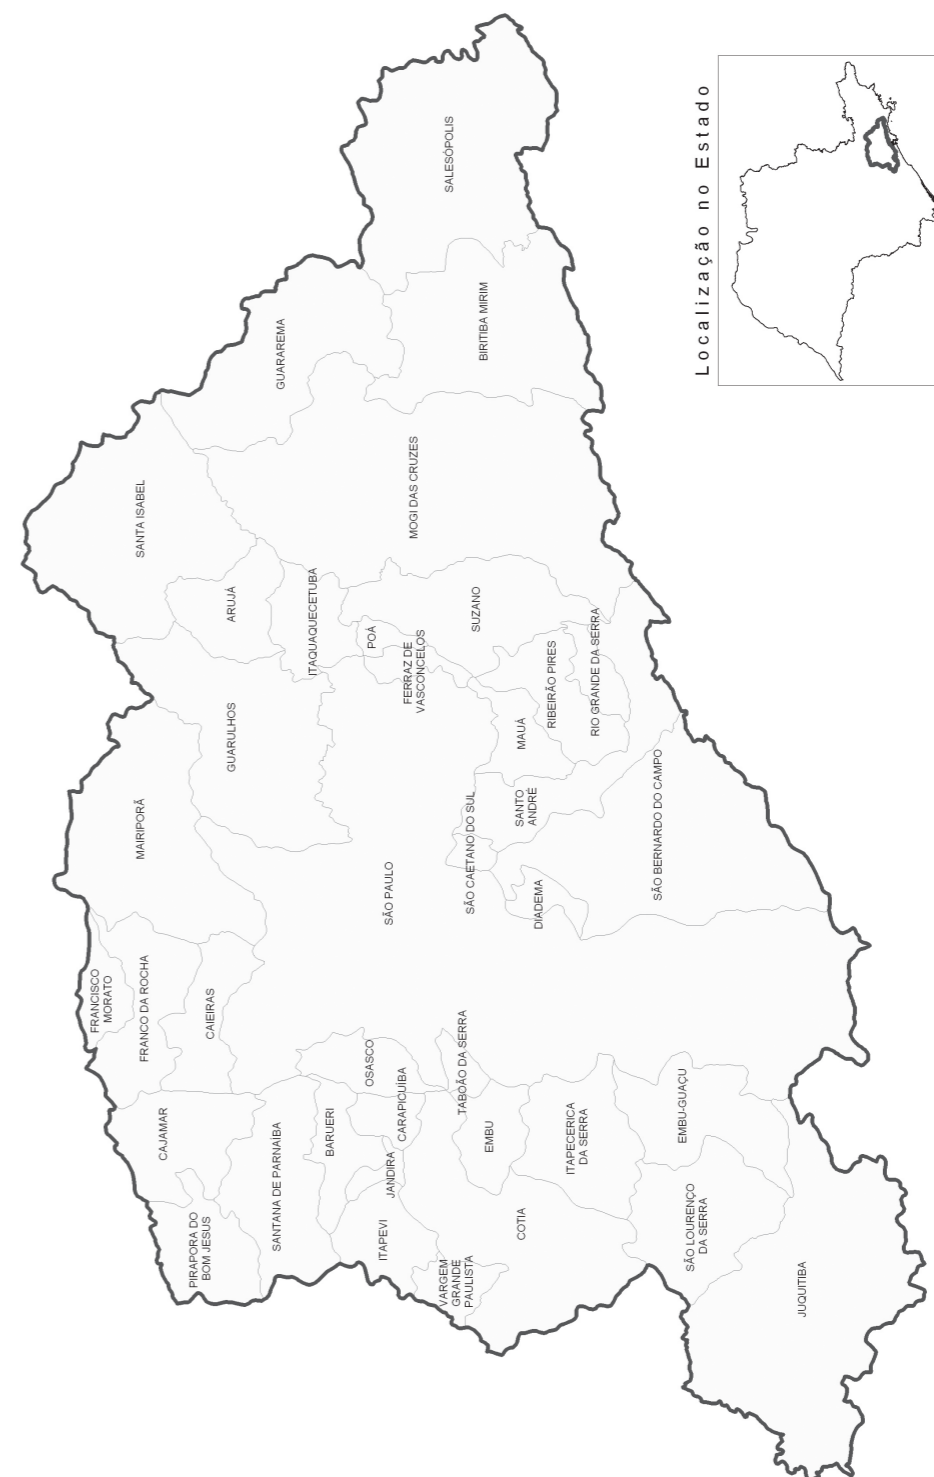 SALESÓPOLIS
GUARAREMA
BIRITIBA MIRIM
SANTA ISABEL
MOGI DAS CRUZES
ARUJÁ
ITAQUAQUECETUBA
POÁ
SUZANO
FERRAZ DE
VASCONCELOS
RIBEIRÃO PIRES
RIO GRANDE DA SERRA
GUARULHOS
MAUÁ
MAIRIPORÃ
SANTO
ANDRÉ
SÃO CAETANO DO SUL
SÃO BERNARDO DO CAMPO
SÃO PAULO
DIADEMA
FRANCISCO
MORATO
FRANCO DA ROCHA
CAIEIRAS
OSASCO
TABOÃO DA SERRA
CAJAMAR
BARUERI
CARAPICUÍBA
EMBU
ITAPECERICA
DA SERRA
EMBU-GUAÇU
SANTANA DE PARNAÍBA
JANDIRA
PIRAPORA DO
BOM JESUS
ITAPEVI
COTIA
SÃO LOURENÇO
DA SERRA
VARGEM
GRANDE
PAULISTA
JUQUITIBA
Localização no Estado